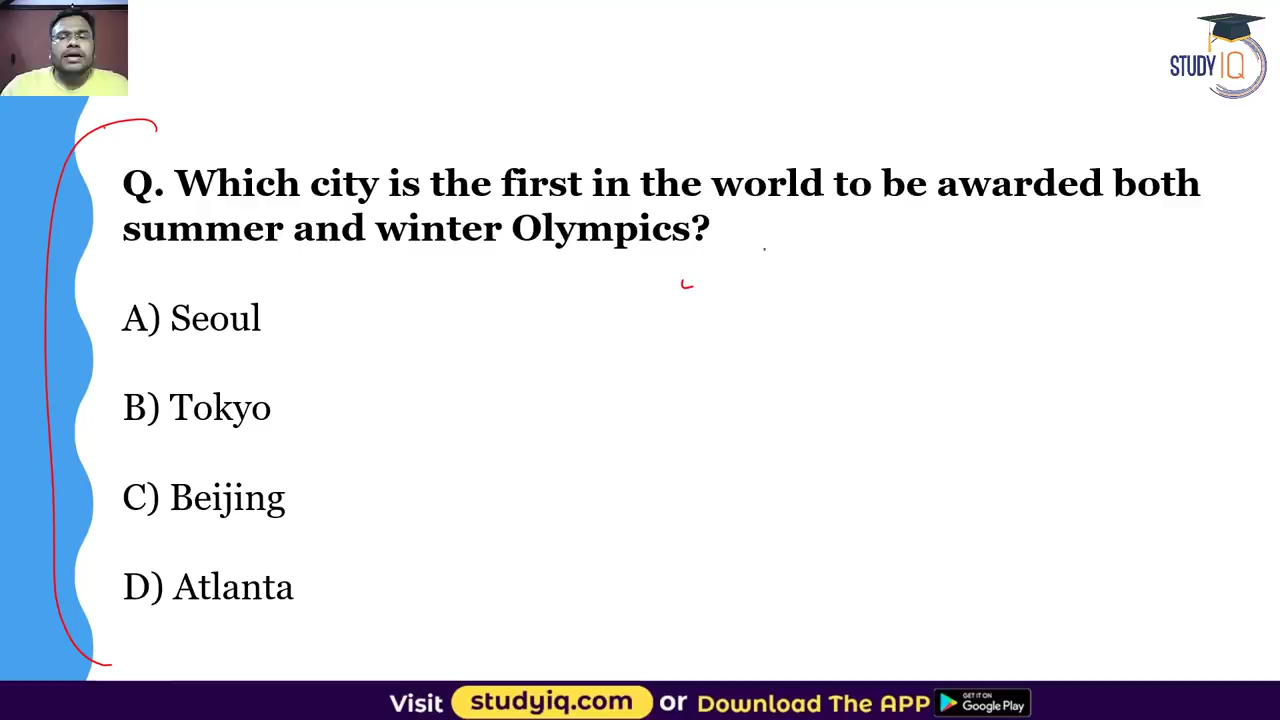 STUDY IQ
Q. Which city is the first in the world to be awarded both
summer and winter Olympics?
A) Seoul
B) Tokyo
C) Beijing
D) Atlanta
Visit studyiq.com or Download The APP GET IT ON Google Play